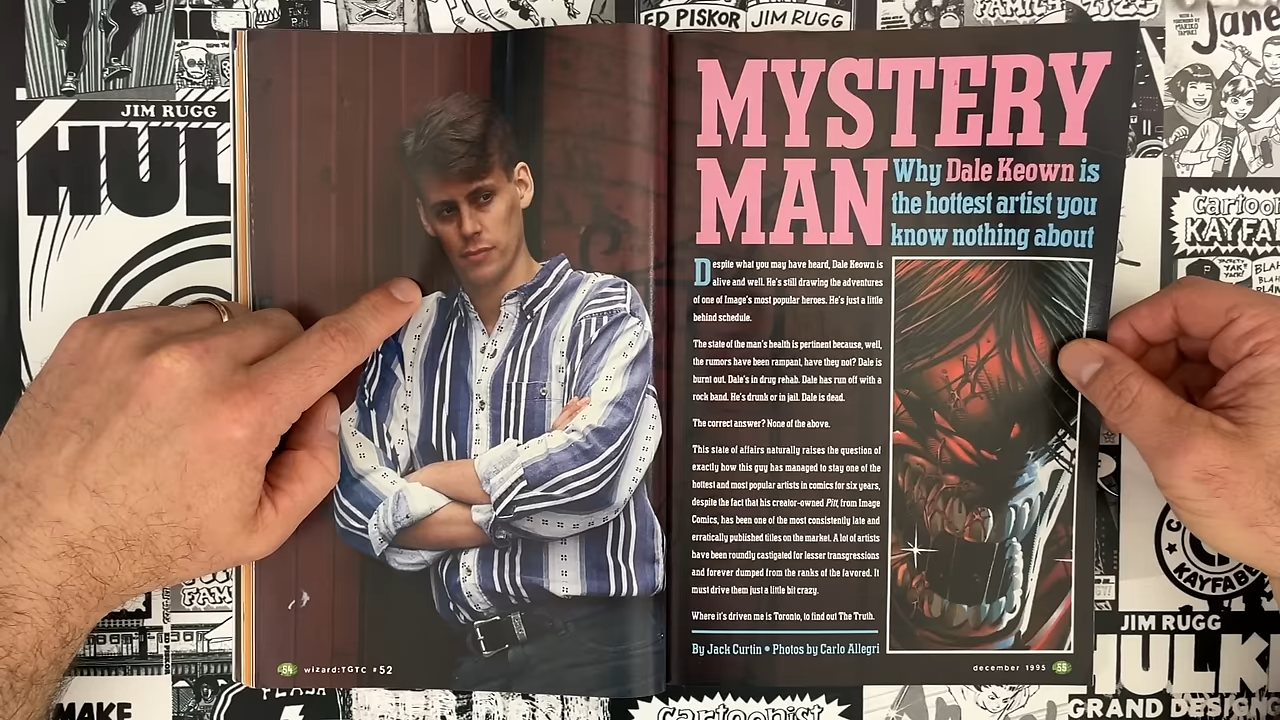 ED PISKOR
JIM RUGG
JIM RUGG
HUL
Jane
Cartoon
KAYFA
MYSTERY
MAN
Why Dale Keown is
the hottest artist you
know nothing about
Despite what you may have heard, Dale Keown is
alive and well. He's still drawing the adventures
of one of Image's most popular heroes. He's just a little
behind schedule.
The state of the man's health is pertinent because, well,
the rumors have been rampant, have they not? Dale is
burnt out. Dale's in drug rehab. Dale has run off with a
rock band. He's drunk or in jail. Dale is dead.
The correct answer? None of the above.
This state of affairs naturally raises the question of
exactly how this guy has managed to stay one of the
hottest and most popular artists in comics for six years,
despite the fact that his creator-owned Pitt, from Image
Comics, has been one of the most consistently late and
erratically published titles on the market. A lot of artists
have been roundly castigated for lesser transgressions
and forever dumped from the ranks of the favored. It
must drive them just a little bit crazy.
Where it's driven me is Toronto, to find out The Truth.
By Jack Curtin • Photos by Carlo Allegri
54 wizard:TGTC #52
december 1995 55
KAYFAB
JIM RUGG
HULK
GRAND DESIGN
MAKE
Cartoonist